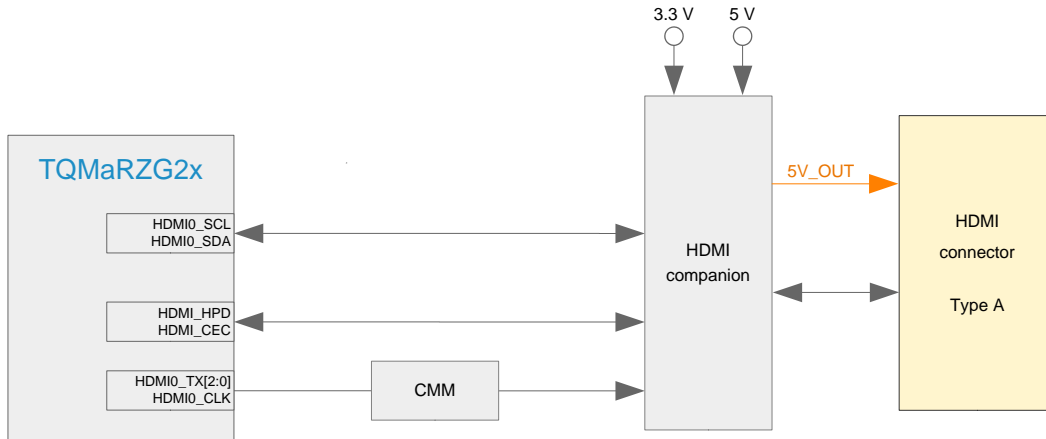 3.3 V
5 V
TQMaRZG2x
5V_OUT
HDMI0_SCL
HDMI0_SDA
HDMI
companion
HDMI
connector
Type A
HDMI_HPD
HDMI_CEC
HDMI0_TX[2:0]
HDMI0_CLK
CMM